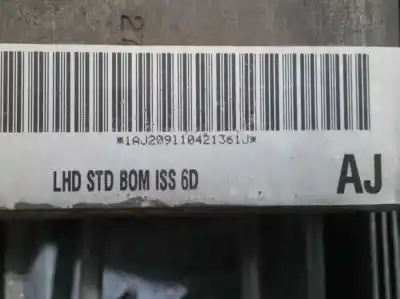 *1AJ209110421361J*
LHD STD BOM ISS 6D
AJ